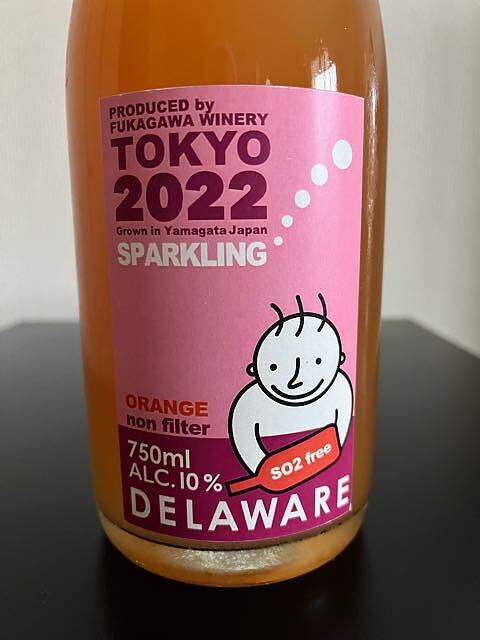 PRODUCED by
FUKAGAWA WINERY
TOKYO
2022
Grown in Yamagata Japan
SPARKLING
ORANGE
non filter
750ml
ALC.10%
SO2 free
DELAWARE